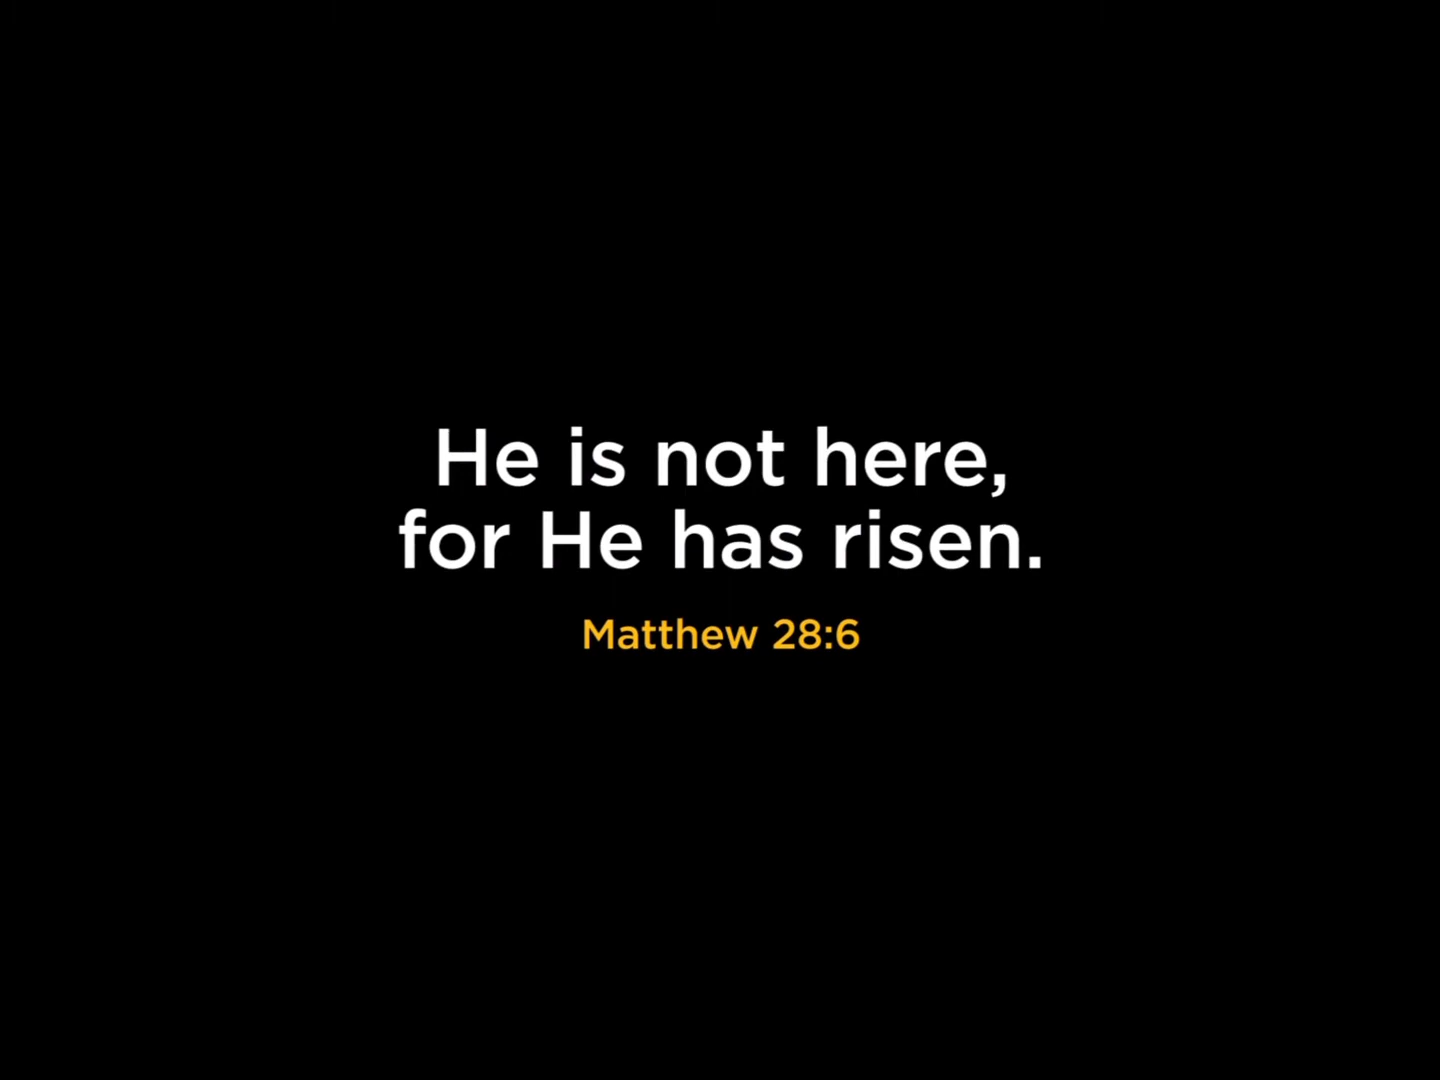 He is not here,
for He has risen.
Matthew 28:6